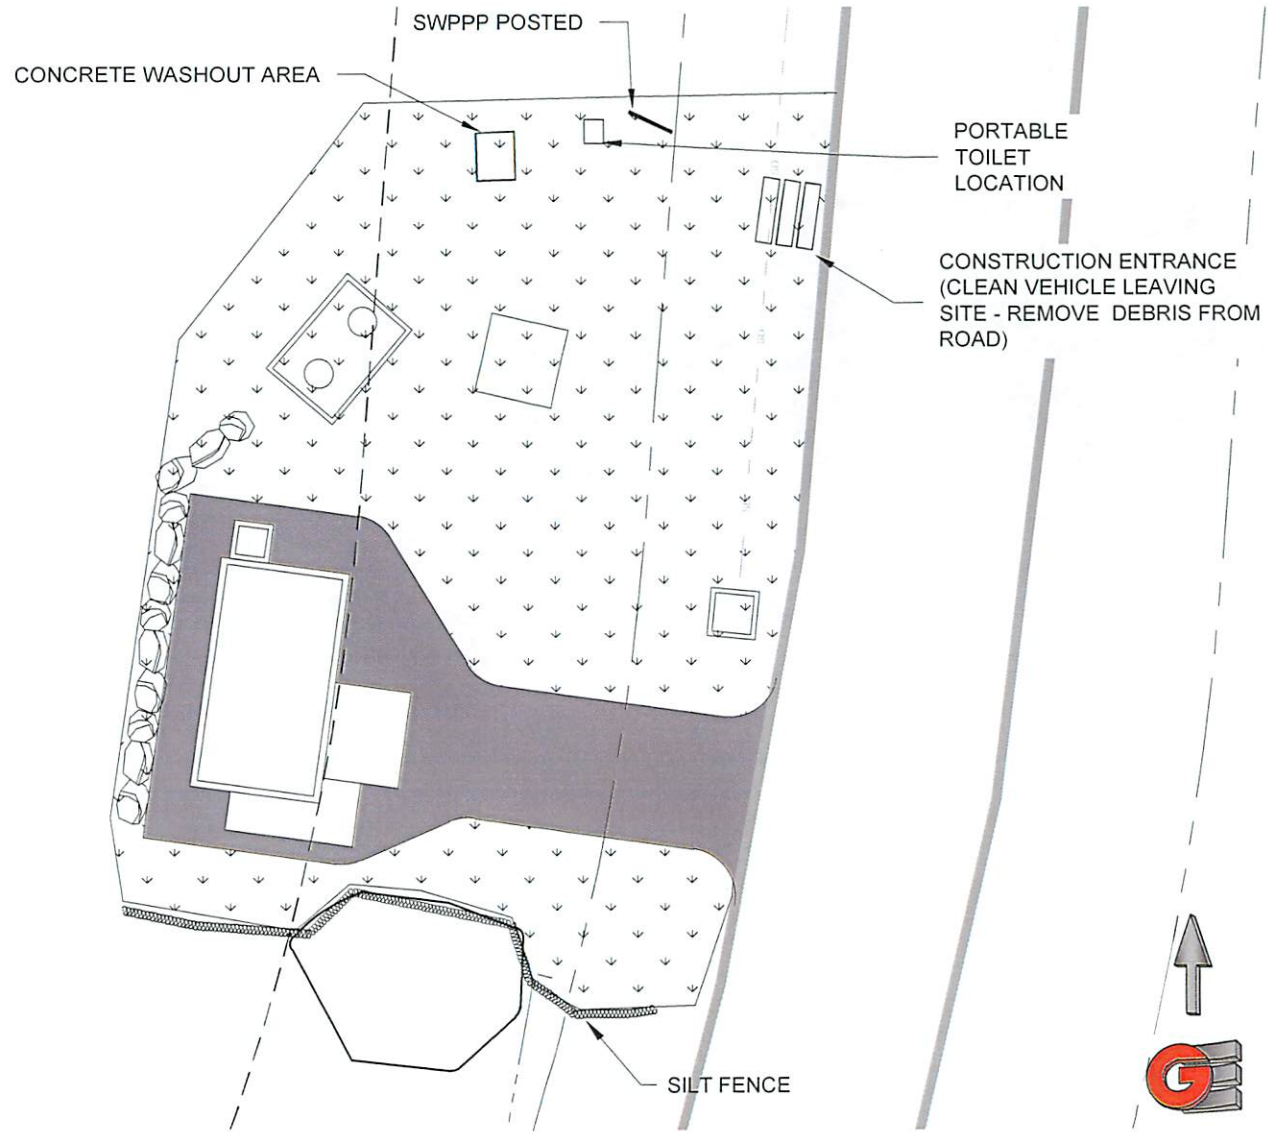 SWPPP POSTED
CONCRETE WASHOUT AREA
PORTABLE
TOILET
LOCATION
CONSTRUCTION ENTRANCE
(CLEAN VEHICLE LEAVING
SITE - REMOVE DEBRIS FROM
ROAD)
SILT FENCE
GE